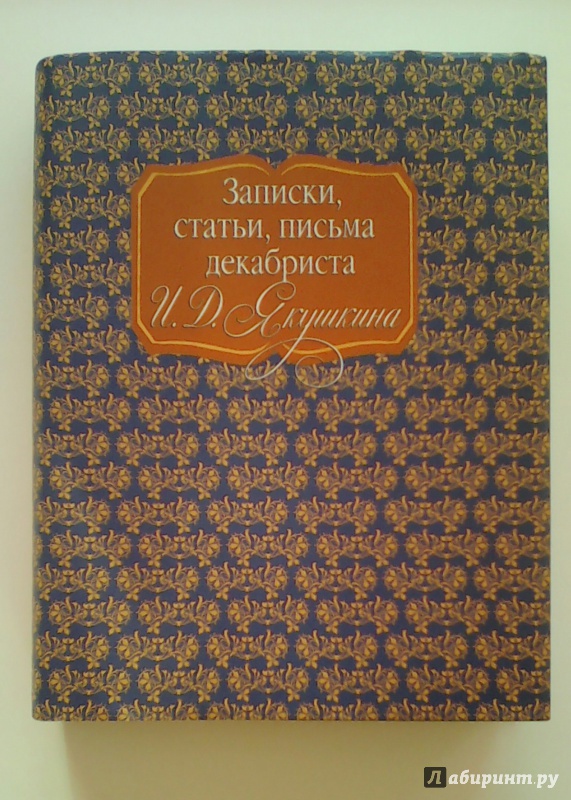 Записки,
статьи, письма
декабриста
И. Д. Якушкина
Лабиринт.ру